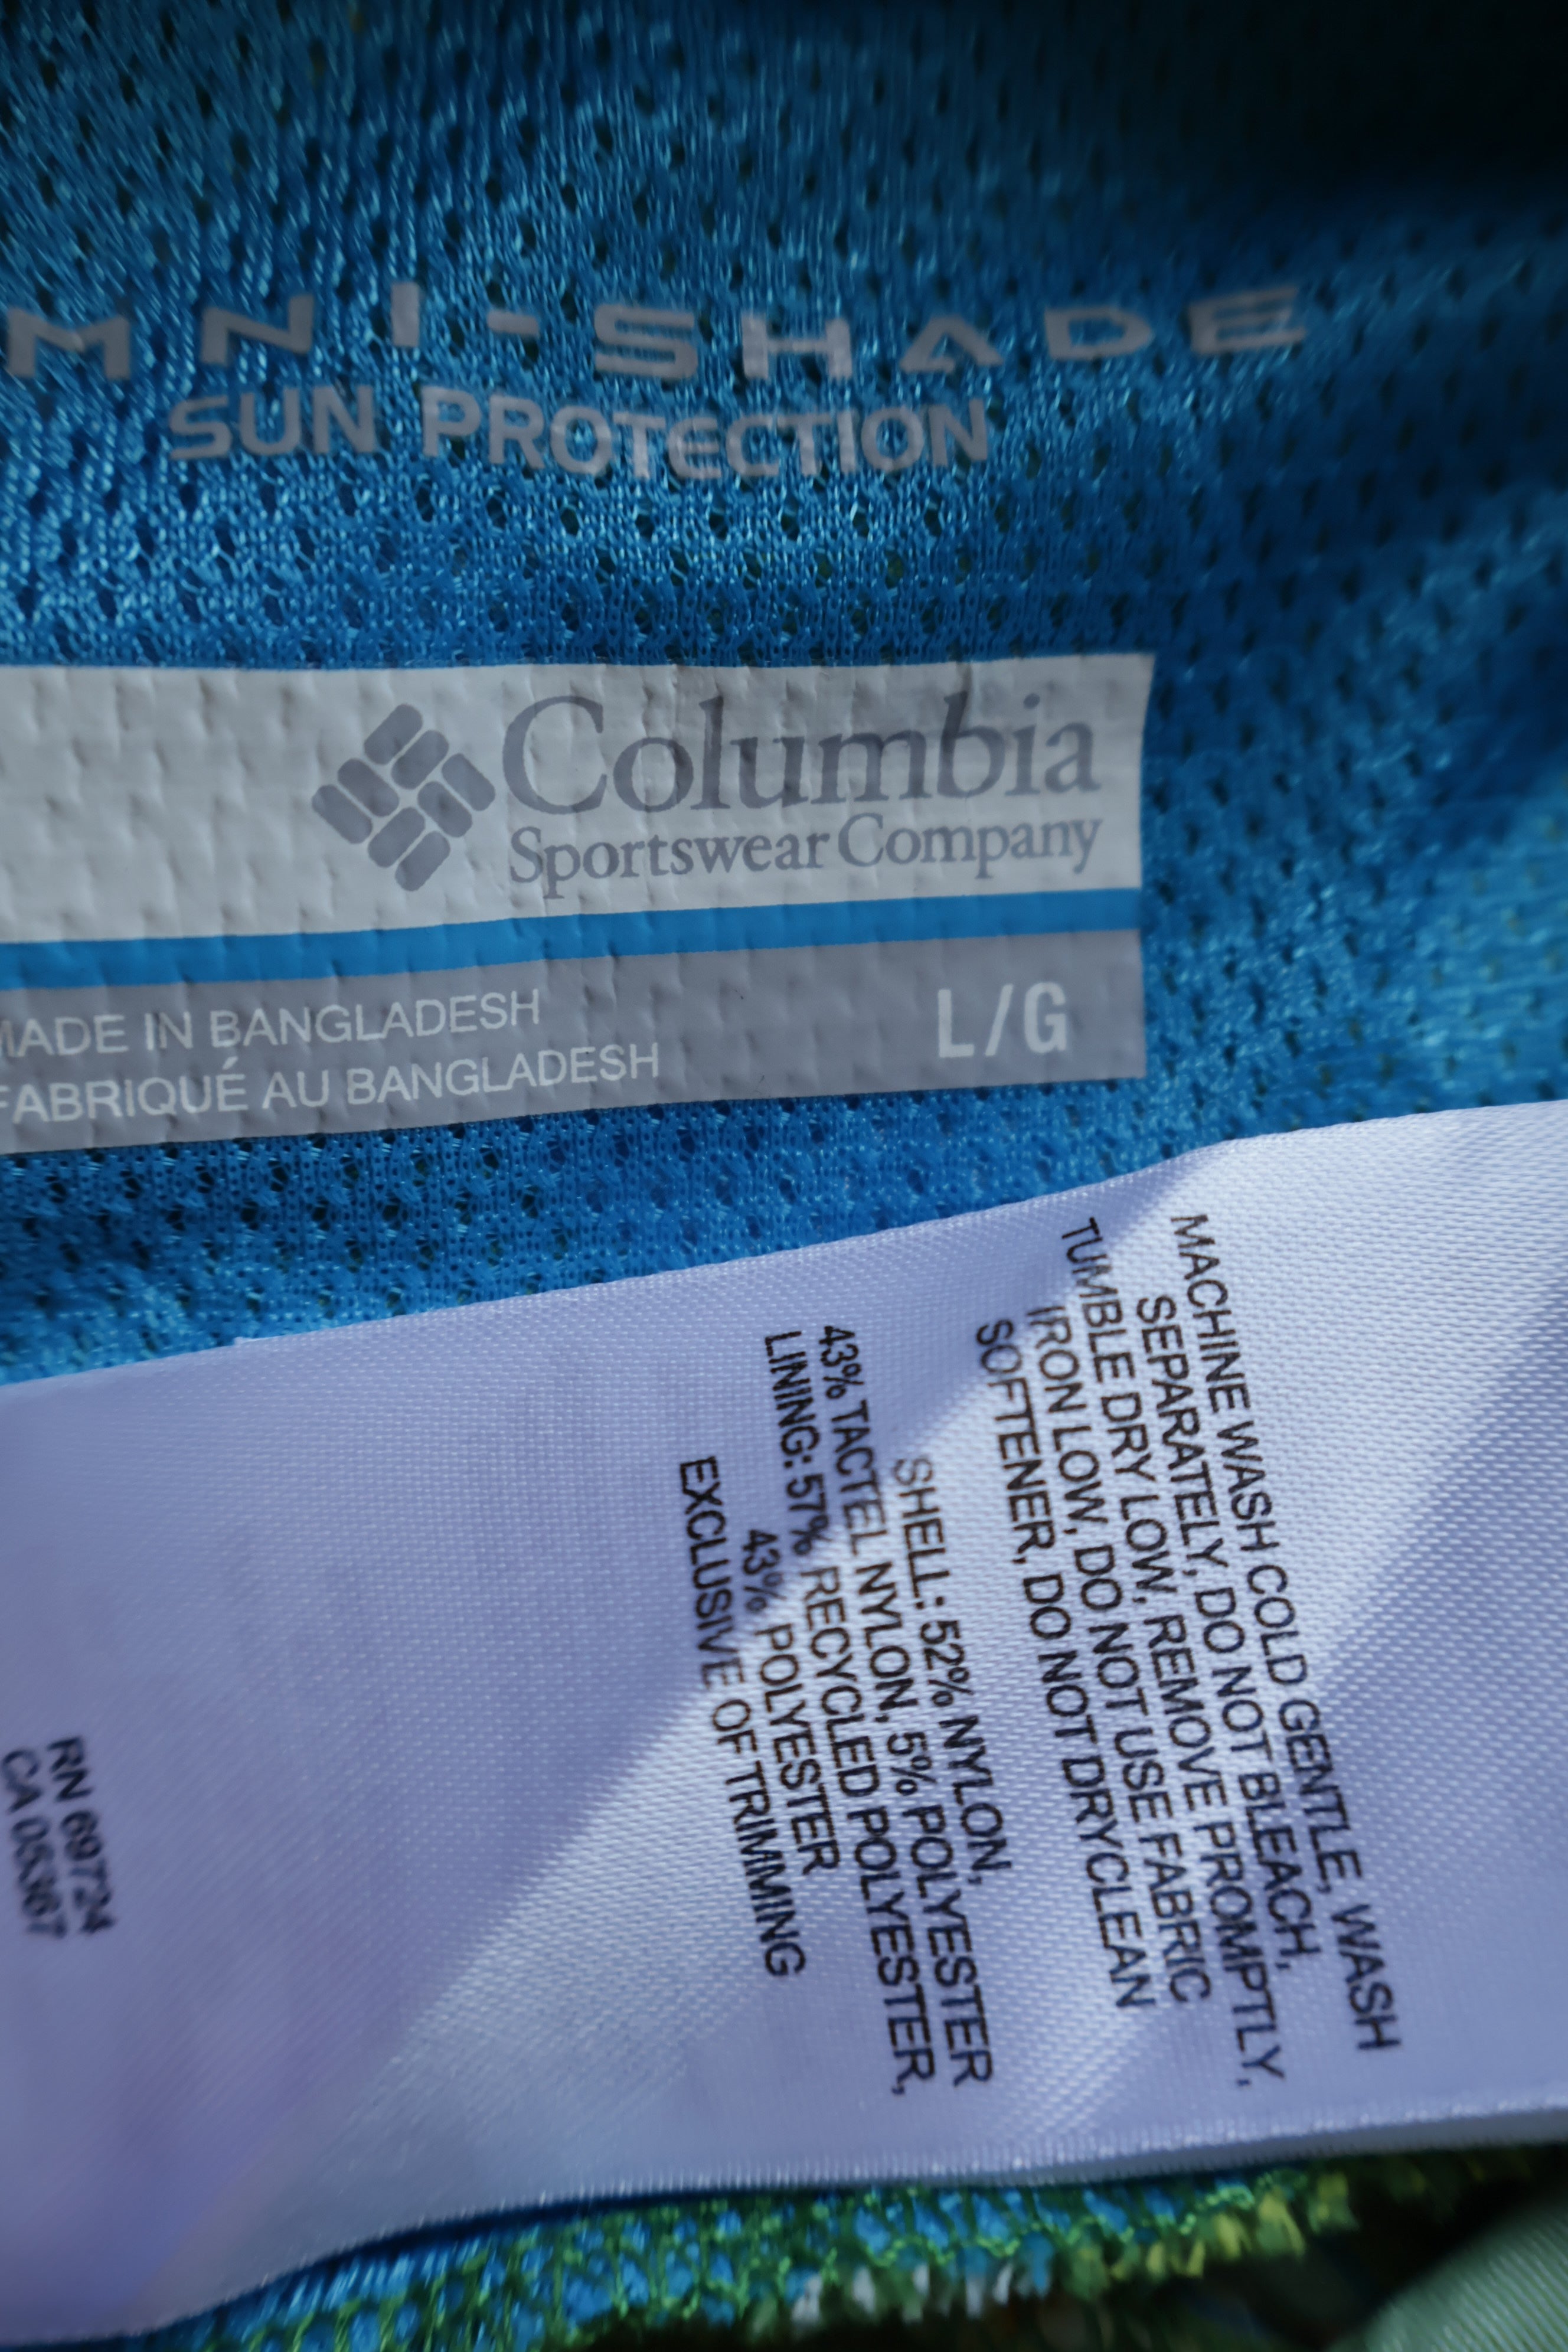 MNI-SHADE
SUN PROTECTION
Columbia
Sportswear Company
MADE IN BANGLADESH
FABRIQUÉ AU BANGLADESH
L/G
MACHINE WASH COLD GENTLE, WASH
SEPARATELY, DO NOT BLEACH,
TUMBLE DRY LOW, REMOVE PROMPTLY,
IRON LOW, DO NOT USE FABRIC
SOFTENER, DO NOT DRYCLEAN
SHELL: 52% NYLON,
43% TACTEL NYLON, 5% POLYESTER
LINING: 57% RECYCLED POLYESTER,
43% POLYESTER
EXCLUSIVE OF TRIMMING
RN 69724
CA 05367